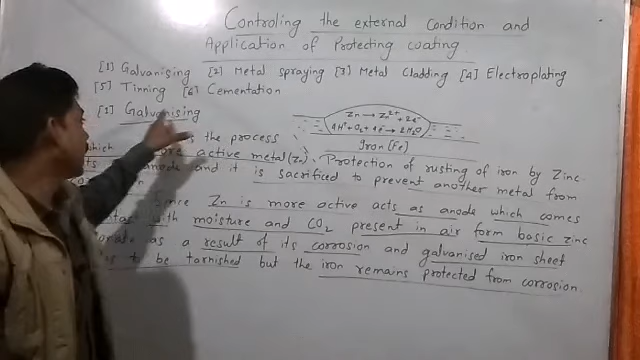 Controling the external Condition and
Application of Protecting coating
[1] Galvanising [2] Metal spraying [3] Metal Cladding [4] Electroplating
[5] Tinning [6] Cementation
[1] Galvanising
Zn → Zn2+ + 2e-
4H+ + O2 + 4e- → 2H2O
Iron (Fe)
Protection of rusting of iron by Zinc
is the process
which more active metal (Zn)
anode and it is sacrificed to prevent another metal from
Since Zn is more active acts as anode which comes
with moisture and CO2 present in air form basic zinc
as a result of its corrosion and galvanised iron sheet
to be tarnished but the iron remains protected from corrosion